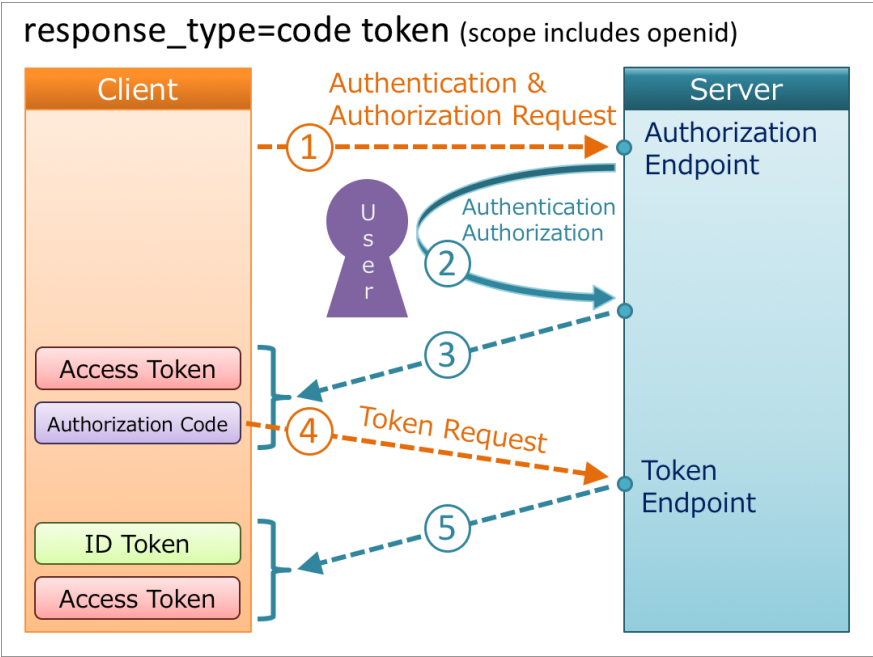 response_type=code token (scope includes openid)
Client
Authentication &
Authorization Request
Server
1
Authorization
Endpoint
User
Authentication
Authorization
2
3
Access Token
Authorization Code
4
Token Request
Token
Endpoint
5
ID Token
Access Token